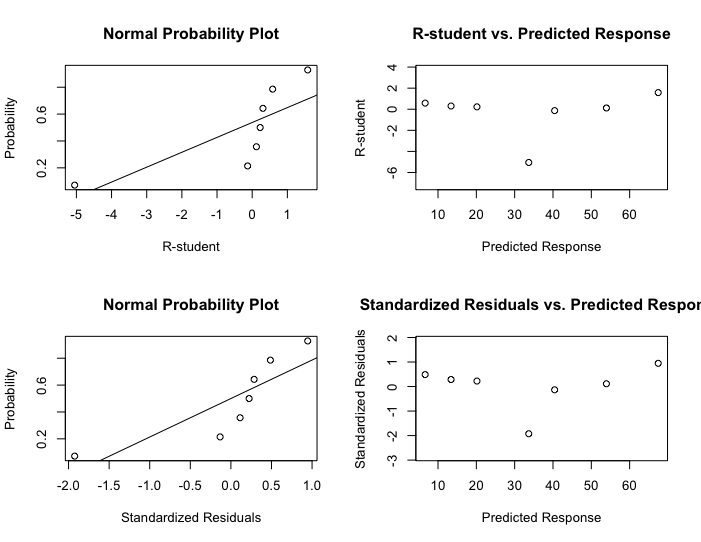 Normal Probability Plot
Probability
0.6
0.2
-5 -4 -3 -2 -1 0 1
R-student
R-student vs. Predicted Response
R-student
4
2
0
-2
-6
10 20 30 40 50 60
Predicted Response
Normal Probability Plot
Probability
0.6
0.2
-2.0 -1.5 -1.0 -0.5 0.0 0.5 1.0
Standardized Residuals
Standardized Residuals vs. Predicted Respor
Standardized Residuals
2
1
0
-1
-2
-3
10 20 30 40 50 60
Predicted Response